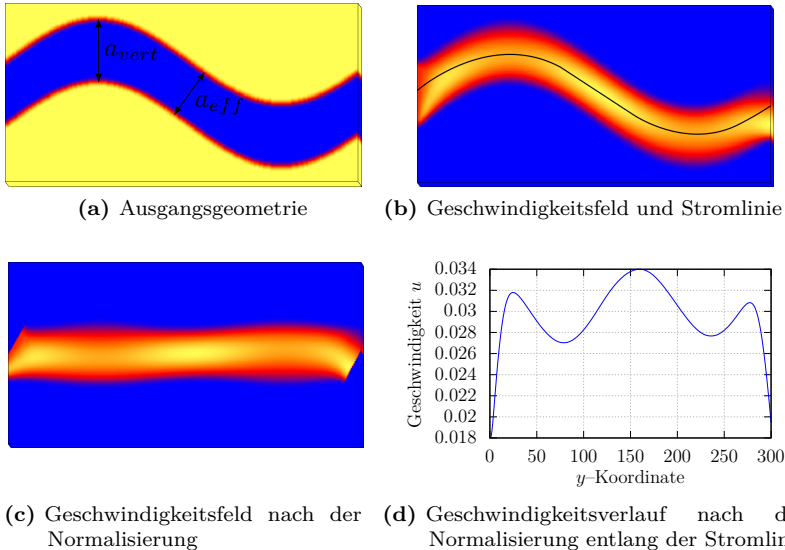 a_vert
a_eff
(a) Ausgangsgeometrie
(b) Geschwindigkeitsfeld und Stromlinie
0.034
0.032
0.03
0.028
0.026
0.024
0.022
0.02
0.018
Geschwindigkeit u
0 50 100 150 200 250 300
y–Koordinate
(c) Geschwindigkeitsfeld nach der
Normalisierung
(d) Geschwindigkeitsverlauf nach d
Normalisierung entlang der Stromlin